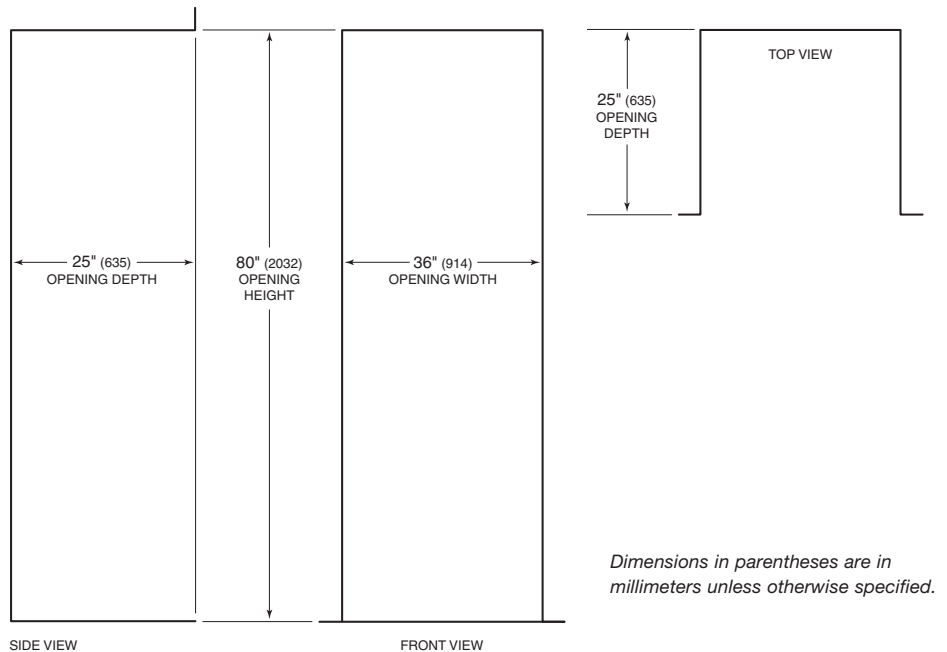 25" (635)
OPENING DEPTH
SIDE VIEW
80" (2032)
OPENING
HEIGHT
36" (914)
OPENING WIDTH
FRONT VIEW
TOP VIEW
25" (635)
OPENING
DEPTH
Dimensions in parentheses are in
millimeters unless otherwise specified.